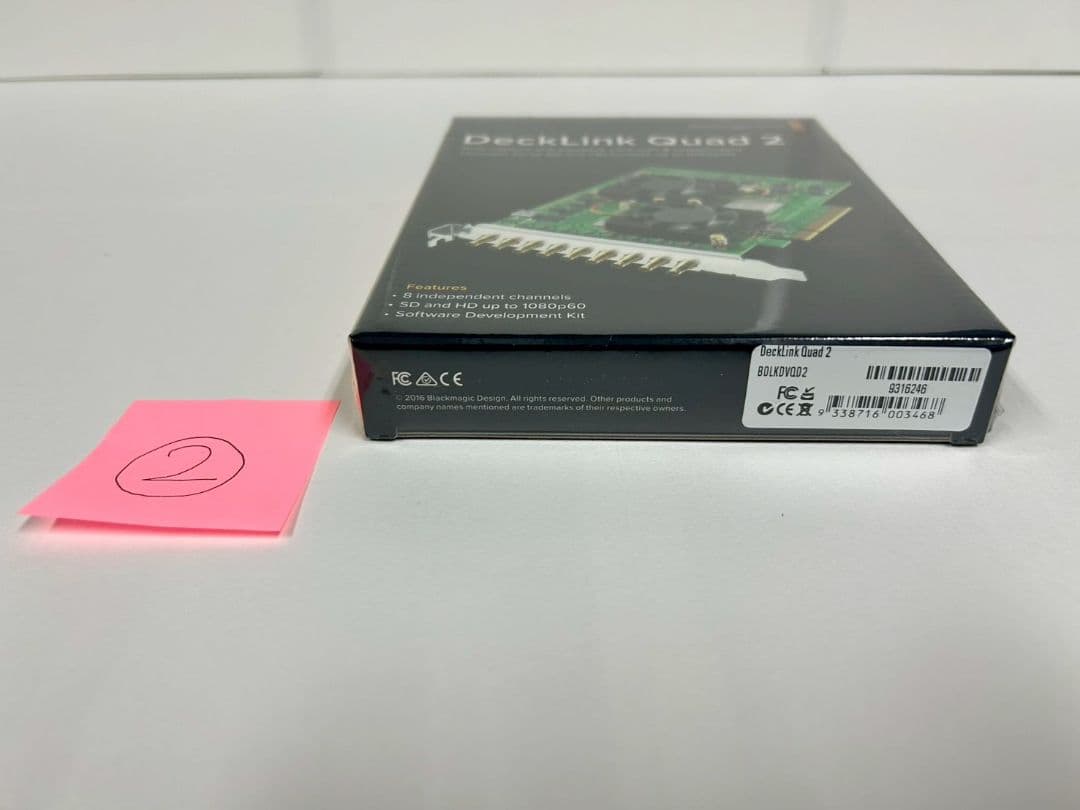 DeckLink Quad 2
Features
• 8 independent channels
• SD and HD up to 1080p60
• Software Development Kit
FC CE
© 2016 Blackmagic Design. All rights reserved. Other products and
company names mentioned are trademarks of their respective owners.
DeckLink Quad 2
BDLKDVQD2
9316246
FC
CE
9 338716 003468
2